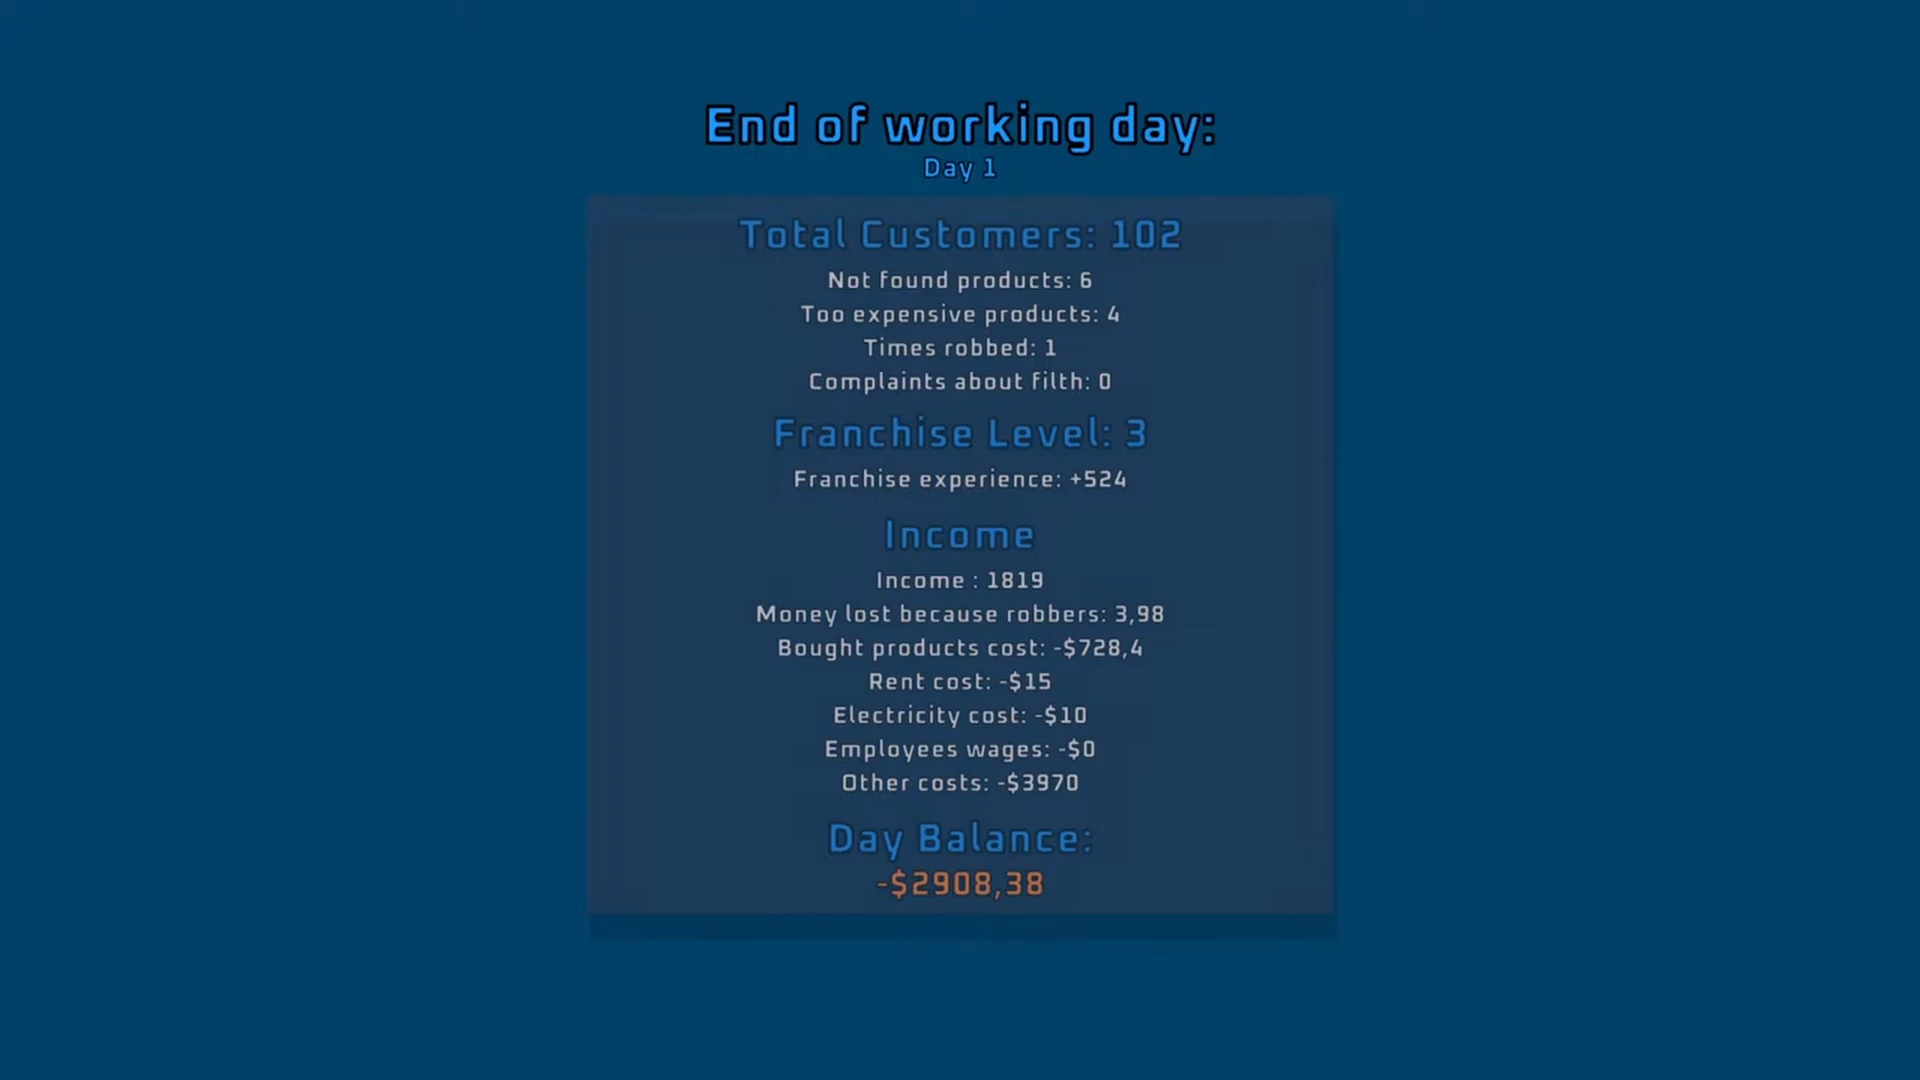 End of working day:
Day 1
Total Customers: 102
Not found products: 6
Too expensive products: 4
Times robbed: 1
Complaints about filth: 0
Franchise Level: 3
Franchise experience: +524
Income
Income : 1819
Money lost because robbers: 3,98
Bought products cost: -$728,4
Rent cost: -$15
Electricity cost: -$10
Employees wages: -$0
Other costs: -$3970
Day Balance:
-$2908,38